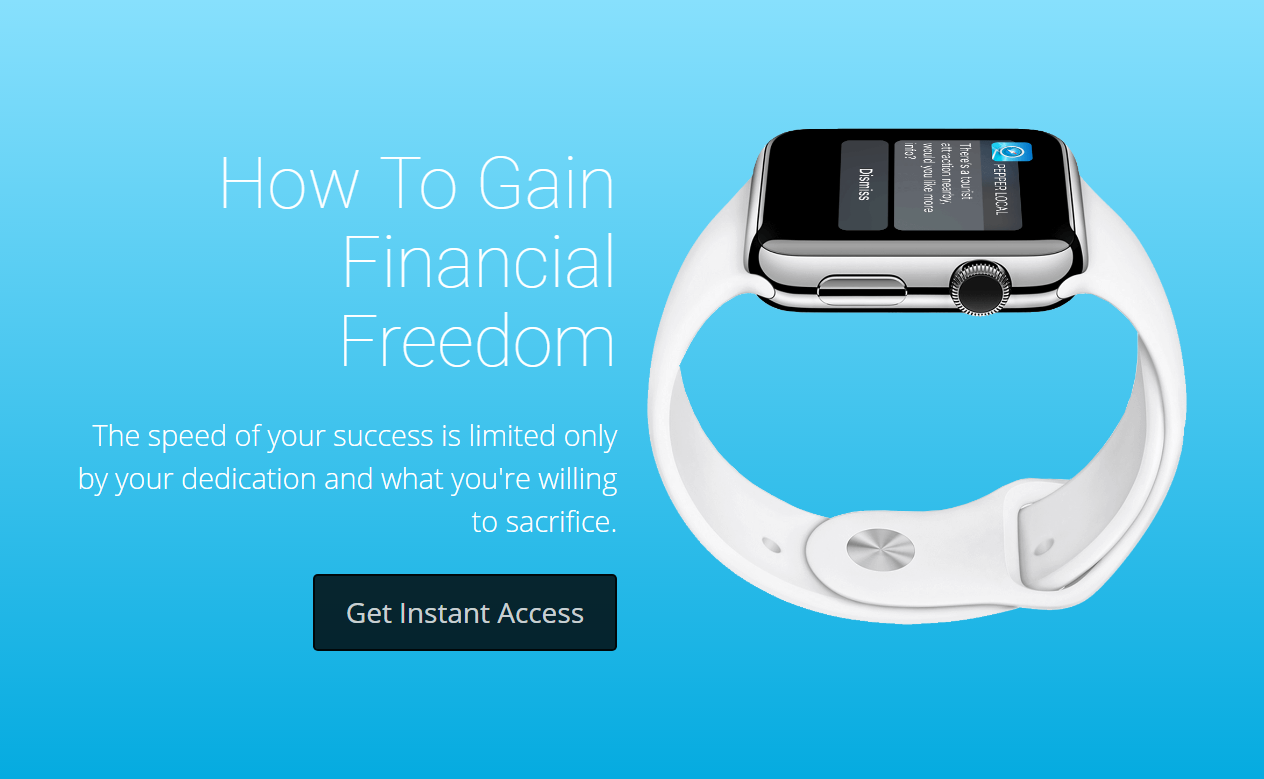 How To Gain
Financial
Freedom
The speed of your success is limited only
by your dedication and what you're willing
to sacrifice.
Get Instant Access
PEPPER LOCAL
There's a tourist
attraction nearby,
would you like more
info?
Dismiss